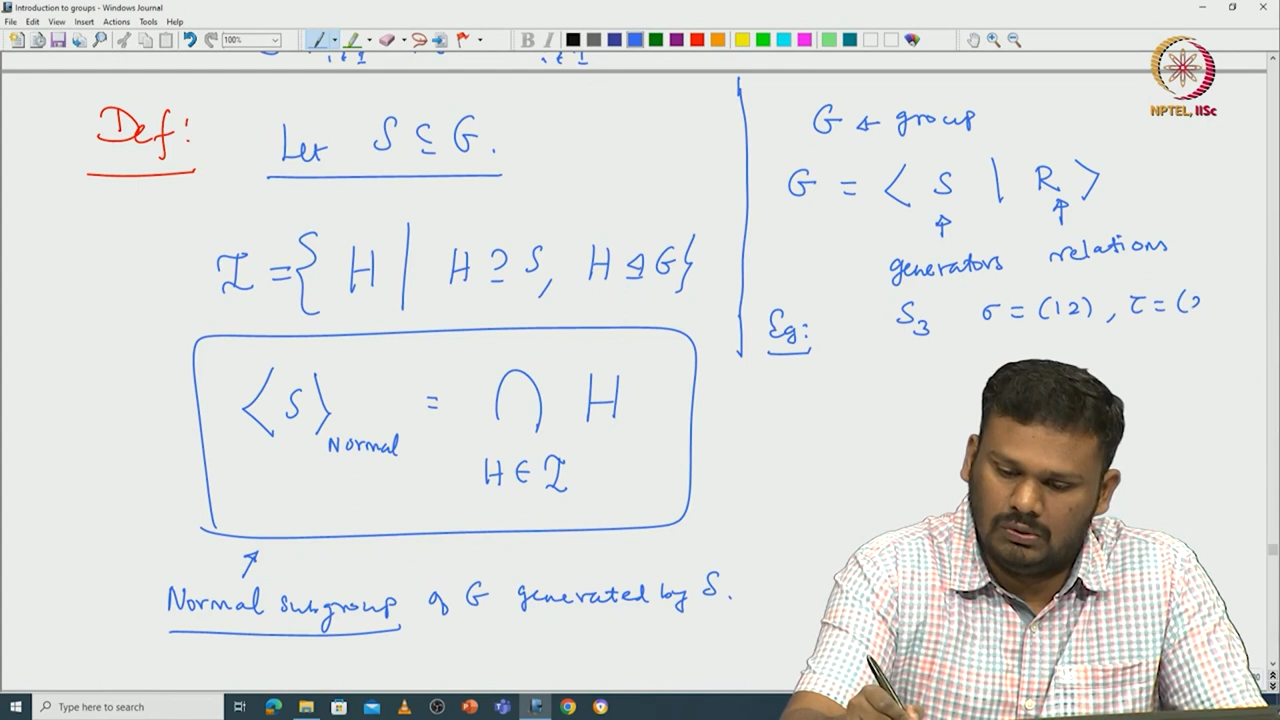 Introduction to groups - Windows Journal
File Edit View Insert Actions Tools Help
100%
B I
NPTEL, IISc
Def:
Let S ⊆ G.
I = { H | H ⊇ S, H ⊴ G }
⟨S⟩Normal = ⋂ H
H ∈ I
Normal subgroup of G generated by S.
G a group
G = ⟨ S | R ⟩
↑ ↑
generators relations
Eg: S3 σ = (12), τ = (2
Type here to search